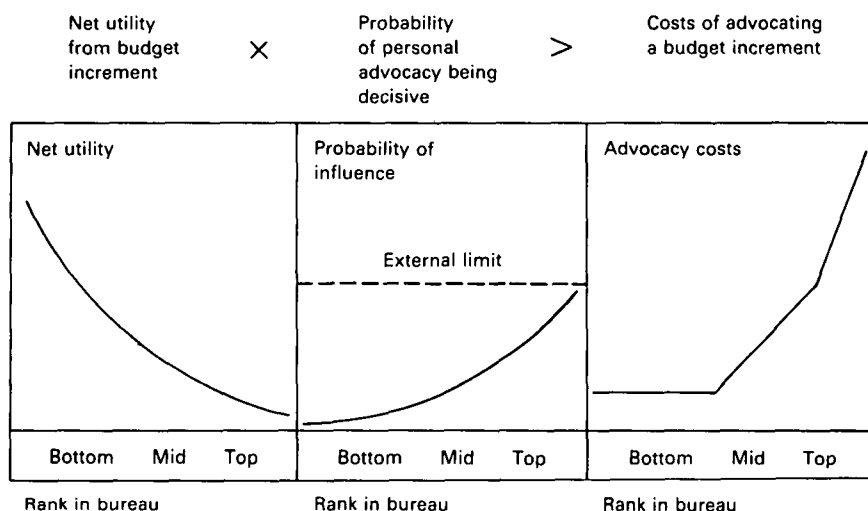 Net utility
from budget
increment
×
Probability
of personal
advocacy being
decisive
>
Costs of advocating
a budget increment
Net utility
Probability of
influence
External limit
Advocacy costs
Bottom Mid Top
Bottom Mid Top
Bottom Mid Top
Rank in bureau
Rank in bureau
Rank in bureau